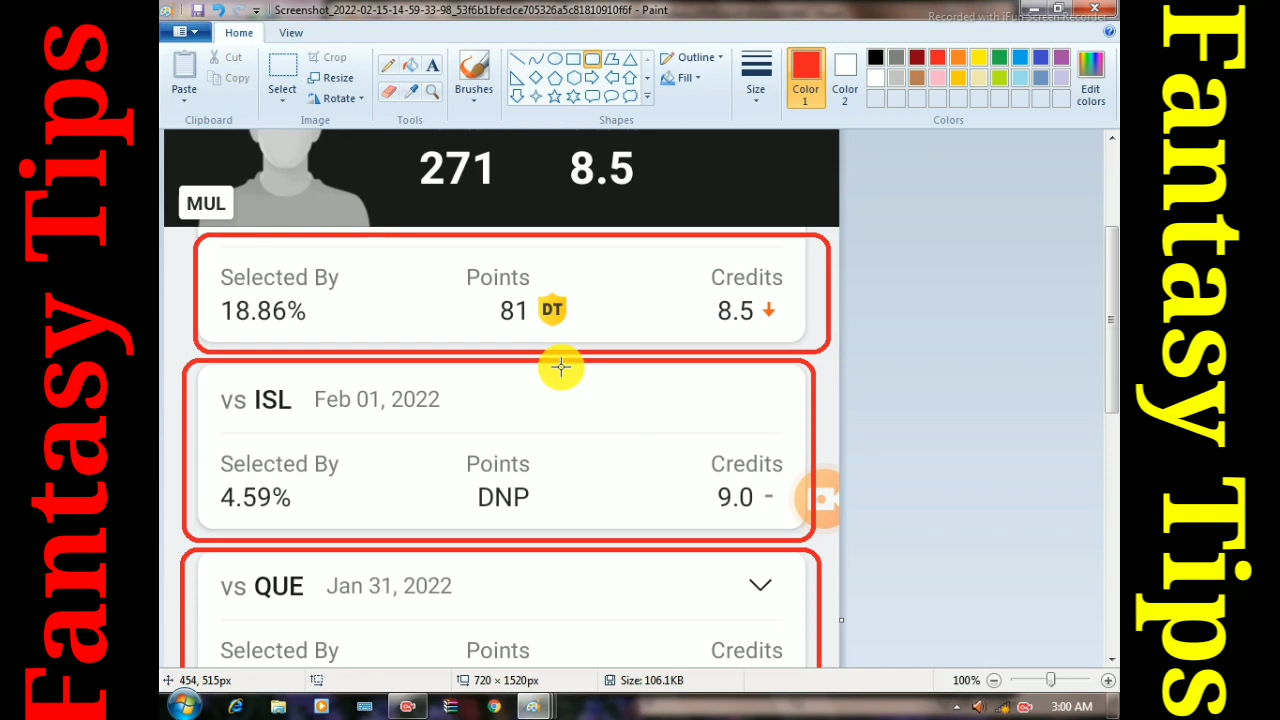 Fantasy Tips
Screenshot_2022-02-15-14-59-33-98_53f6b1bfedce705326a5c81810910f6f - Paint
Recorded with iFun Screen Recorder
Home
View
Paste
Cut
Copy
Clipboard
Select
Crop
Resize
Rotate
Image
A
Tools
Brushes
Outline
Fill
Shapes
Size
Color 1
Color 2
Edit colors
Colors
271 8.5
MUL
Selected By Points Credits
18.86% 81 DT 8.5
vs ISL Feb 01, 2022
Selected By Points Credits
4.59% DNP 9.0 -
vs QUE Jan 31, 2022
Selected By Points Credits
454, 515px
720 × 1520px
Size: 106.1KB
100%
3:00 AM
Fantasy Tips